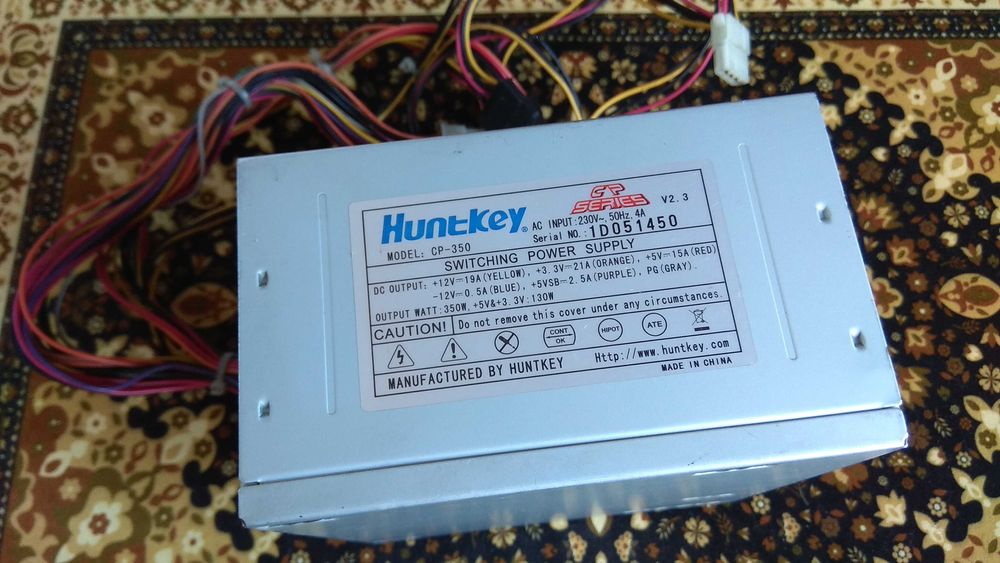 Huntkey®
CP SERIES
V2.3
MODEL: CP-350
AC INPUT:230V~,50Hz,4A
Serial NO.:1D051450
SWITCHING POWER SUPPLY
DC OUTPUT: +12V⎓19A(YELLOW), +3.3V⎓21A(ORANGE), +5V⎓15A(RED)
-12V⎓0.5A(BLUE), +5VSB⎓2.5A(PURPLE), PG(GRAY).
OUTPUT WATT:350W,+5V&+3.3V:130W
CAUTION! Do not remove this cover under any circumstances.
CONT OK
HIPOT
ATE
MANUFACTURED BY HUNTKEY
Http://www.huntkey.com
MADE IN CHINA